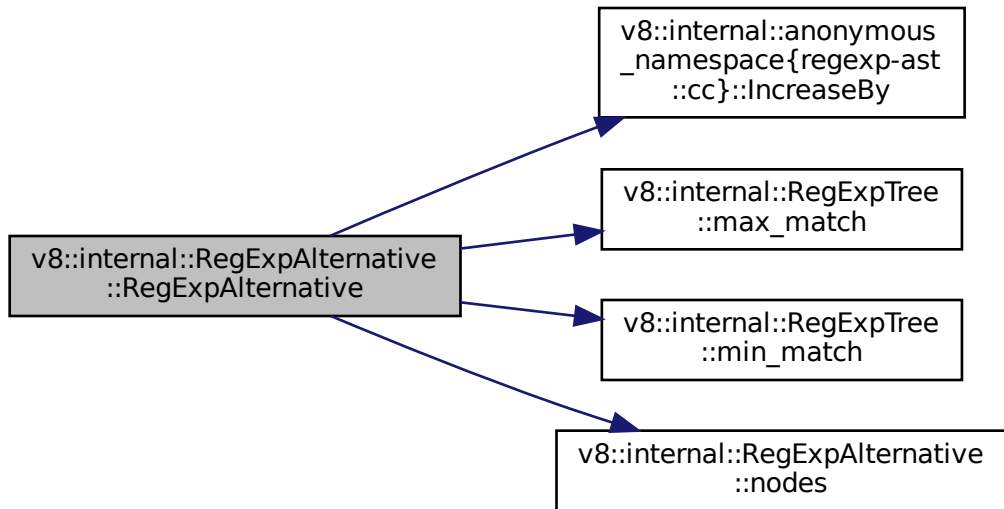 v8::internal::anonymous
_namespace{regexp-ast
::cc}::IncreaseBy
v8::internal::RegExpTree
::max_match
v8::internal::RegExpAlternative
::RegExpAlternative
v8::internal::RegExpTree
::min_match
v8::internal::RegExpAlternative
::nodes